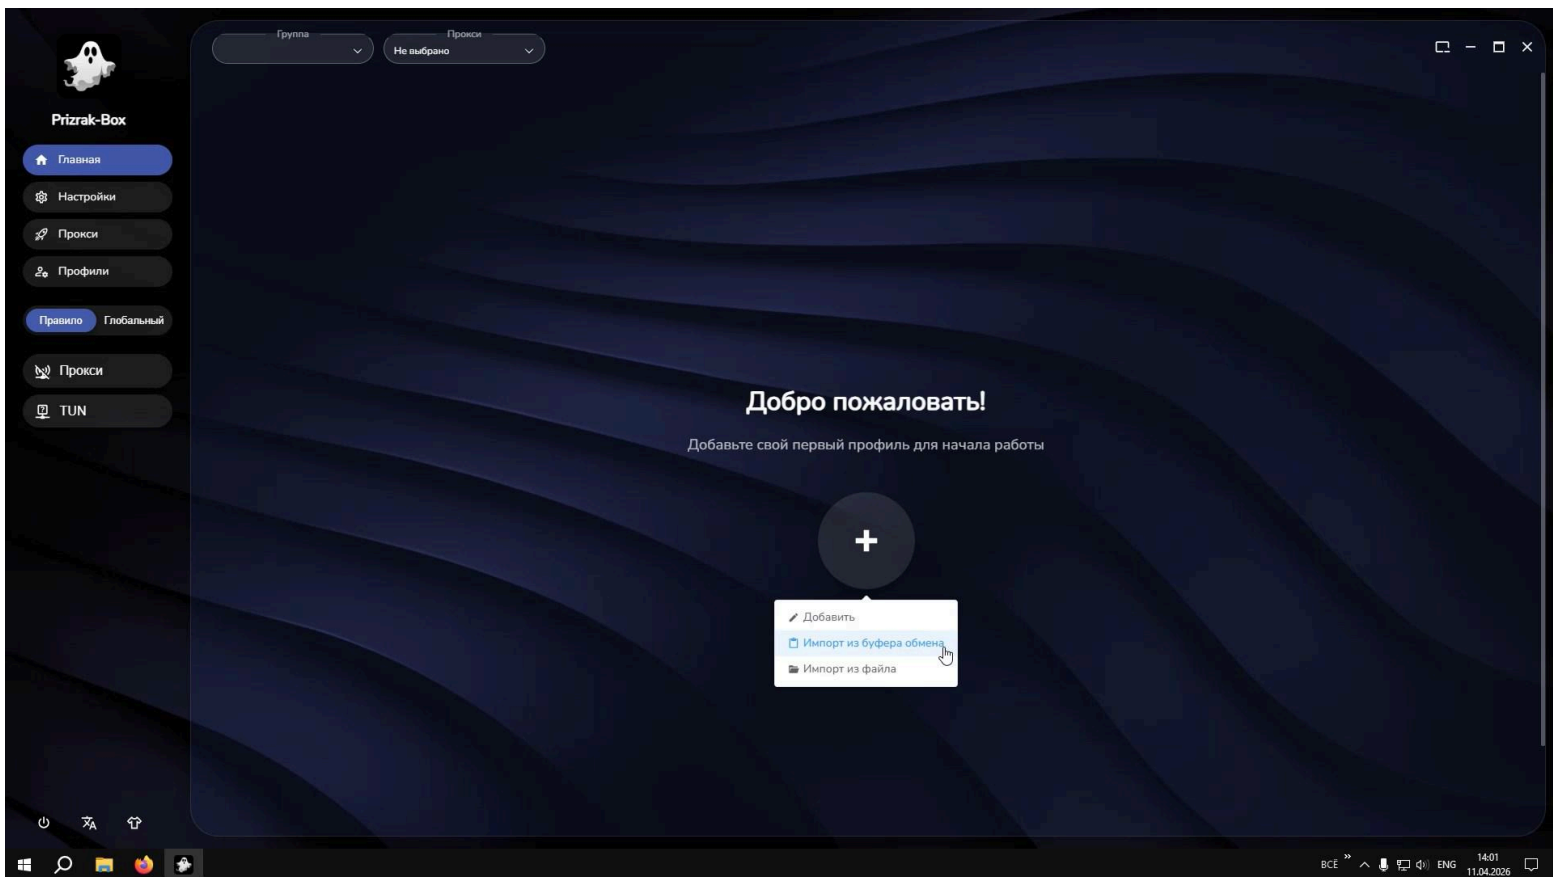 Группа
Прокси
Не выбрано
Prizrak-Box
Главная
Настройки
Прокси
Профили
Правило Глобальный
Прокси
TUN
Добро пожаловать!
Добавьте свой первый профиль для начала работы
+
Добавить
Импорт из буфера обмена
Импорт из файла
ВСЁ » ENG 14:01
11.04.2026